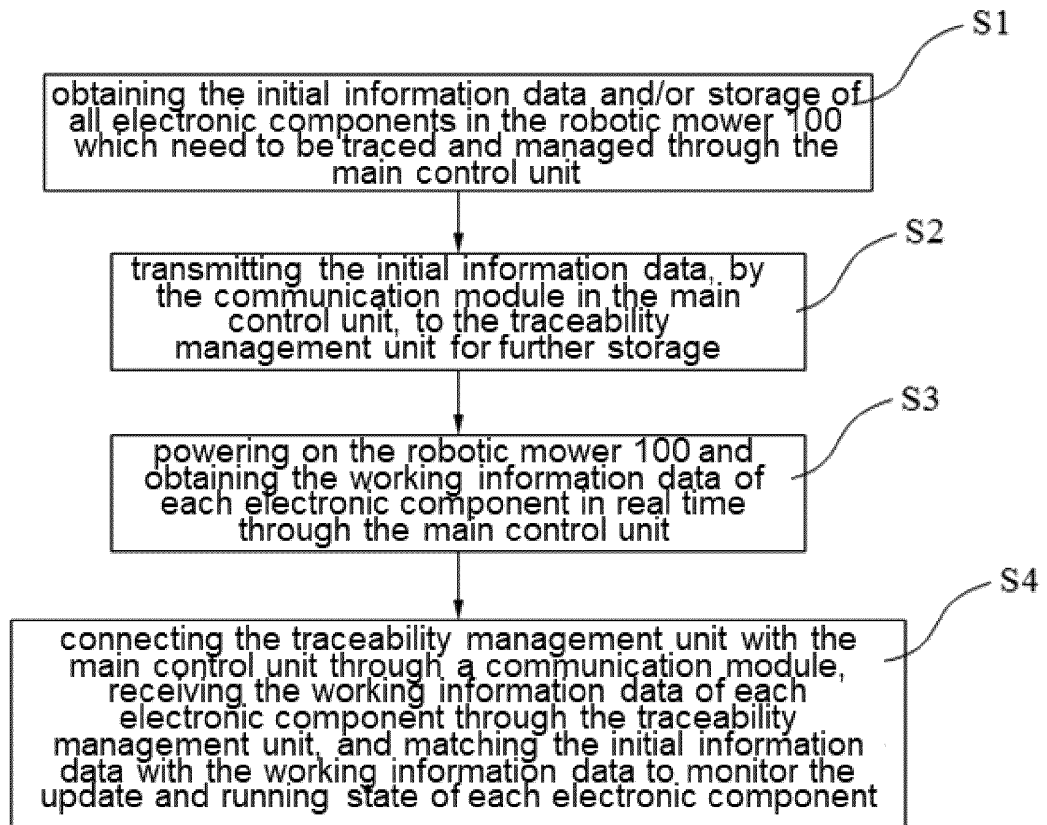 S1
obtaining the initial information data and/or storage of
all electronic components in the robotic mower 100
which need to be traced and managed through the
main control unit
S2
transmitting the initial information data, by
the communication module in the main
control unit, to the traceability
management unit for further storage
S3
powering on the robotic mower 100 and
obtaining the working information data of
each electronic component in real time
through the main control unit
S4
connecting the traceability management unit with the
main control unit through a communication module,
receiving the working information data of each
electronic component through the traceability
management unit, and matching the initial information
data with the working information data to monitor the
update and running state of each electronic component